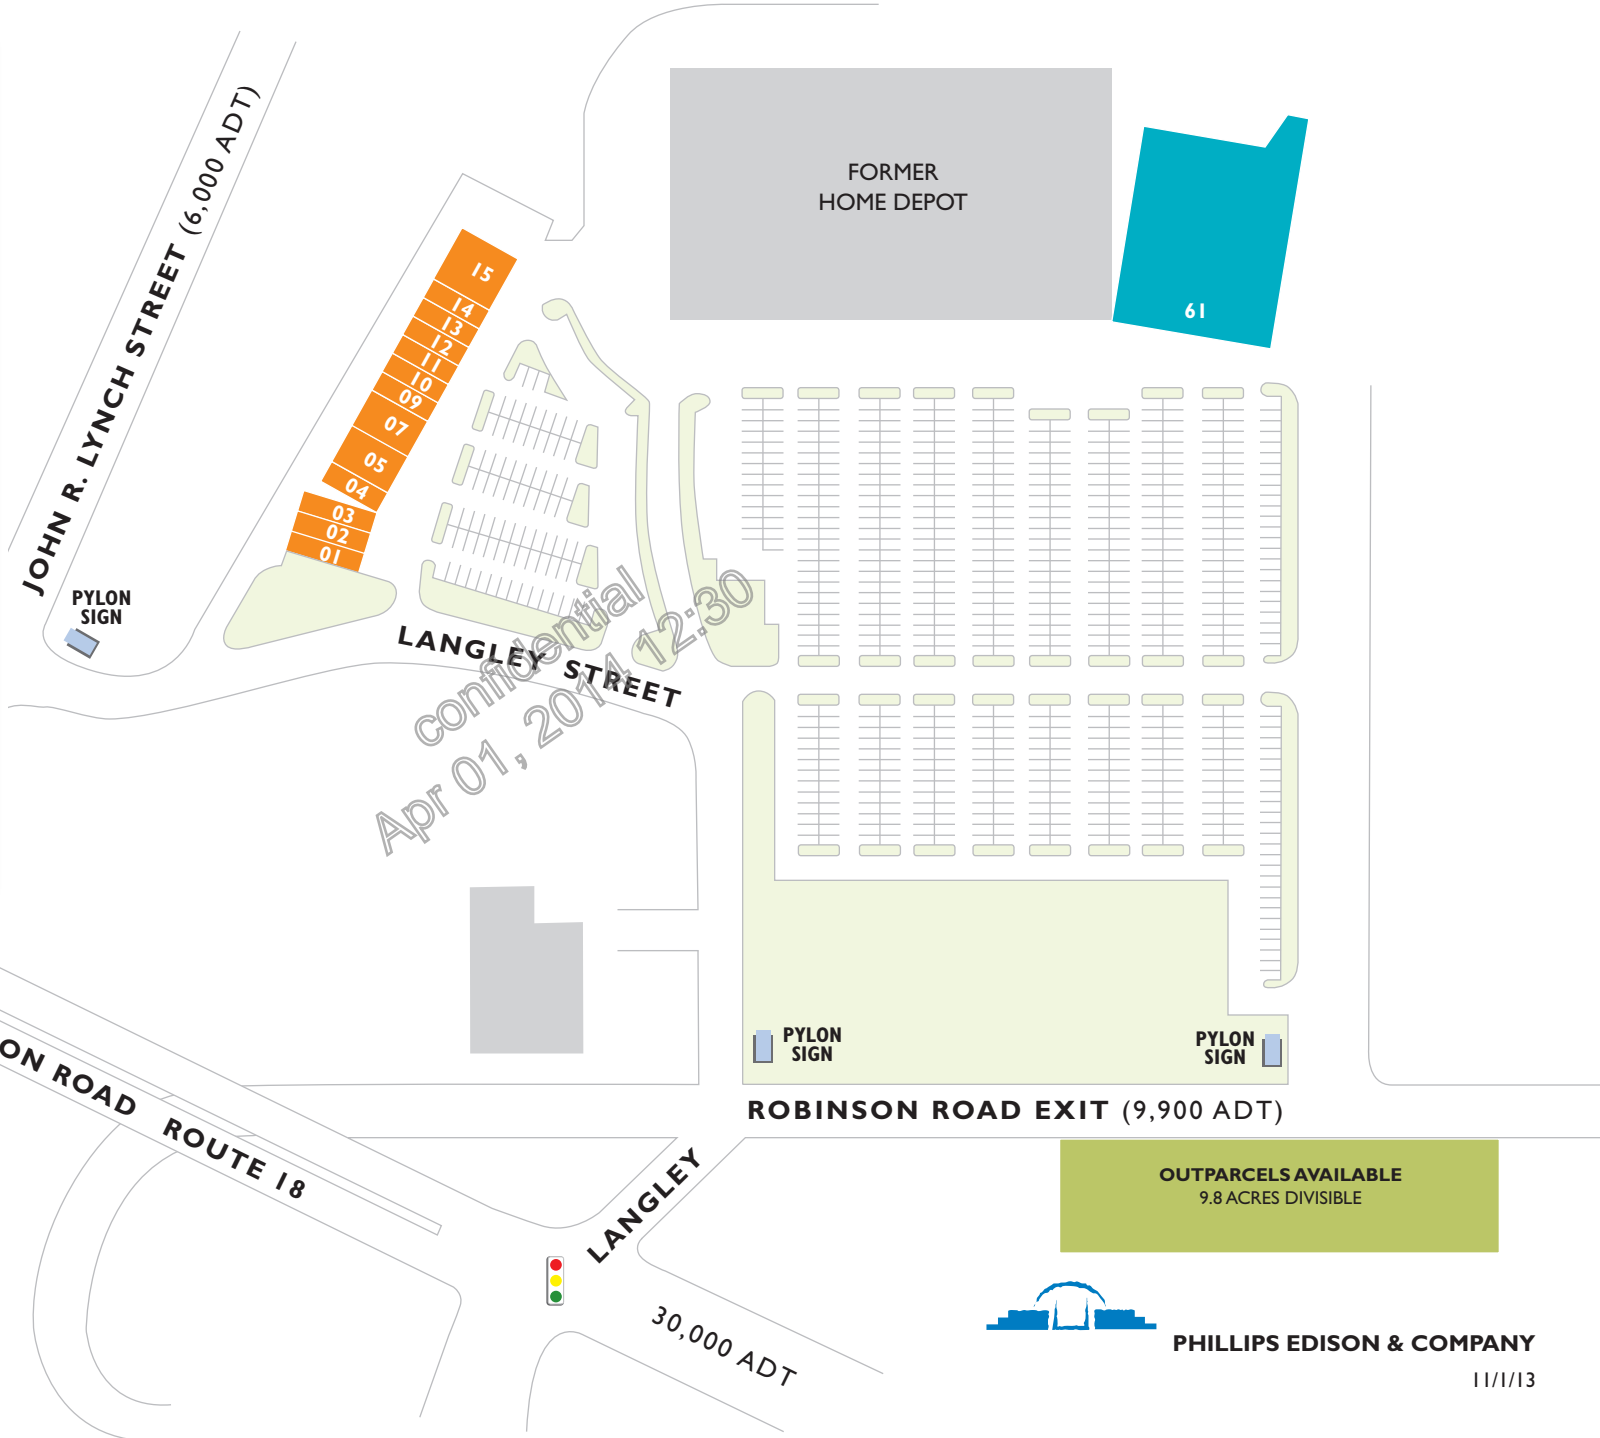 JOHN R. LYNCH STREET (6,000 ADT)
FORMER
HOME DEPOT
61
15
14
13
12
11
10
09
07
05
04
03
02
01
PYLON
SIGN
LANGLEY STREET
confidential
Apr 01, 2014 12:30
PYLON
SIGN
PYLON
SIGN
ON ROAD ROUTE 18
ROBINSON ROAD EXIT (9,900 ADT)
LANGLEY
OUTPARCELS AVAILABLE
9.8 ACRES DIVISIBLE
30,000 ADT
PHILLIPS EDISON & COMPANY
11/1/13